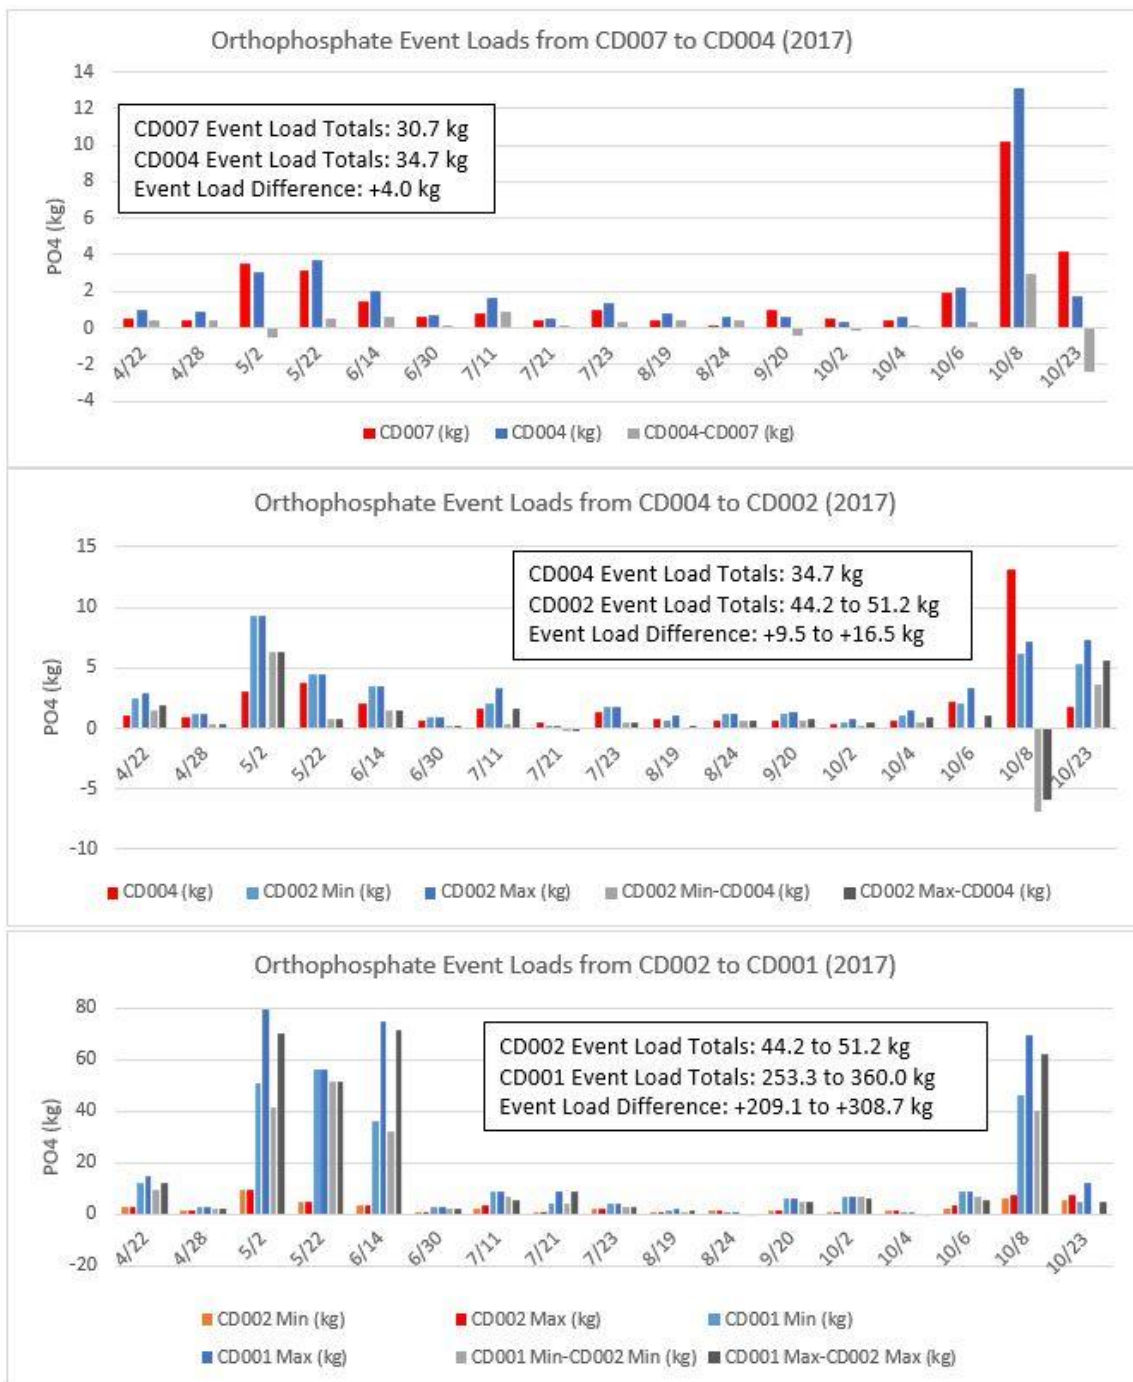 Orthophosphate Event Loads from CD007 to CD004 (2017)
14
12
10
8
6
4
2
0
-2
-4
PO4 (kg)
CD007 Event Load Totals: 30.7 kg
CD004 Event Load Totals: 34.7 kg
Event Load Difference: +4.0 kg
4/22 4/28 5/2 5/22 6/14 6/30 7/11 7/21 7/23 8/19 8/24 9/20 10/2 10/4 10/6 10/8 10/23
CD007 (kg) CD004 (kg) CD004-CD007 (kg)
Orthophosphate Event Loads from CD004 to CD002 (2017)
15
10
5
0
-5
-10
PO4 (kg)
CD004 Event Load Totals: 34.7 kg
CD002 Event Load Totals: 44.2 to 51.2 kg
Event Load Difference: +9.5 to +16.5 kg
4/22 4/28 5/2 5/22 6/14 6/30 7/11 7/21 7/23 8/19 8/24 9/20 10/2 10/4 10/6 10/8 10/23
CD004 (kg) CD002 Min (kg) CD002 Max (kg) CD002 Min-CD004 (kg) CD002 Max-CD004 (kg)
Orthophosphate Event Loads from CD002 to CD001 (2017)
80
60
40
20
0
-20
PO4 (kg)
CD002 Event Load Totals: 44.2 to 51.2 kg
CD001 Event Load Totals: 253.3 to 360.0 kg
Event Load Difference: +209.1 to +308.7 kg
4/22 4/28 5/2 5/22 6/14 6/30 7/11 7/21 7/23 8/19 8/24 9/20 10/2 10/4 10/6 10/8 10/23
CD002 Min (kg) CD002 Max (kg) CD001 Min (kg)
CD001 Max (kg) CD001 Min-CD002 Min (kg) CD001 Max-CD002 Max (kg)